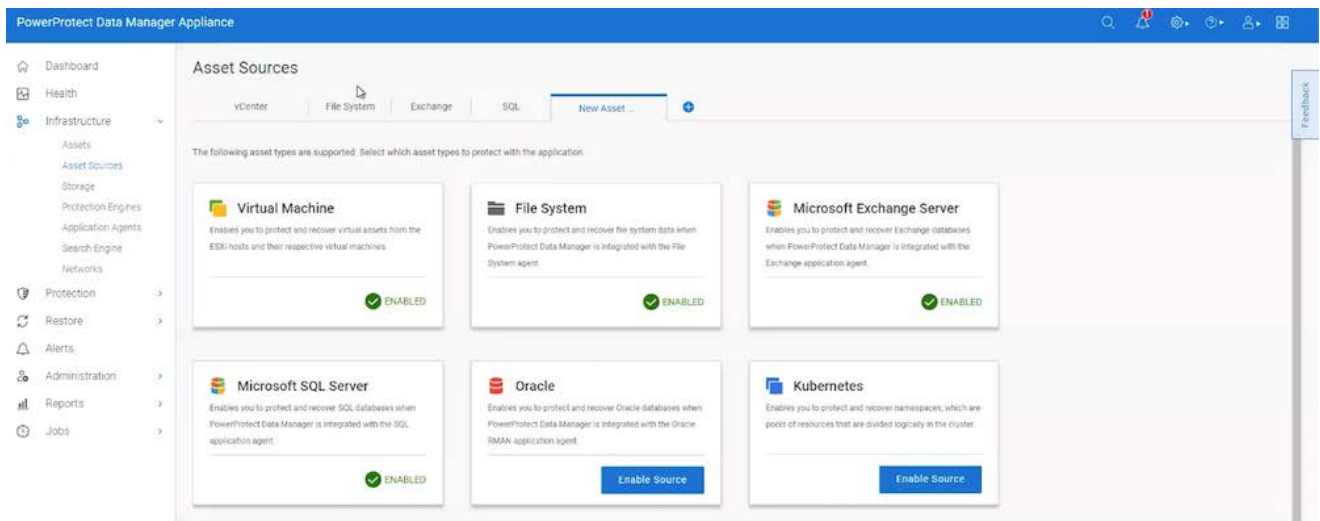 PowerProtect Data Manager Appliance
Dashboard
Health
Infrastructure
Assets
Asset Sources
Storage
Protection Engines
Application Agents
Search Engine
Networks
Protection
Restore
Alerts
Administration
Reports
Jobs
Asset Sources
vCenter File System Exchange SQL New Asset ...
The following asset types are supported. Select which asset types to protect with the application.
Virtual Machine
Enables you to protect and recover virtual assets from the
ESXi hosts and their respective virtual machines.
ENABLED
File System
Enables you to protect and recover file system data when
PowerProtect Data Manager is integrated with the File
System agent.
ENABLED
Microsoft Exchange Server
Enables you to protect and recover Exchange databases
when PowerProtect Data Manager is integrated with the
Exchange application agent.
ENABLED
Microsoft SQL Server
Enables you to protect and recover SQL databases when
PowerProtect Data Manager is integrated with the SQL
application agent.
ENABLED
Oracle
Enables you to protect and recover Oracle databases when
PowerProtect Data Manager is integrated with the Oracle
RMAN application agent.
Enable Source
Kubernetes
Enables you to protect and recover namespaces, which are
pools of resources that are divided logically in the cluster.
Enable Source
Feedback